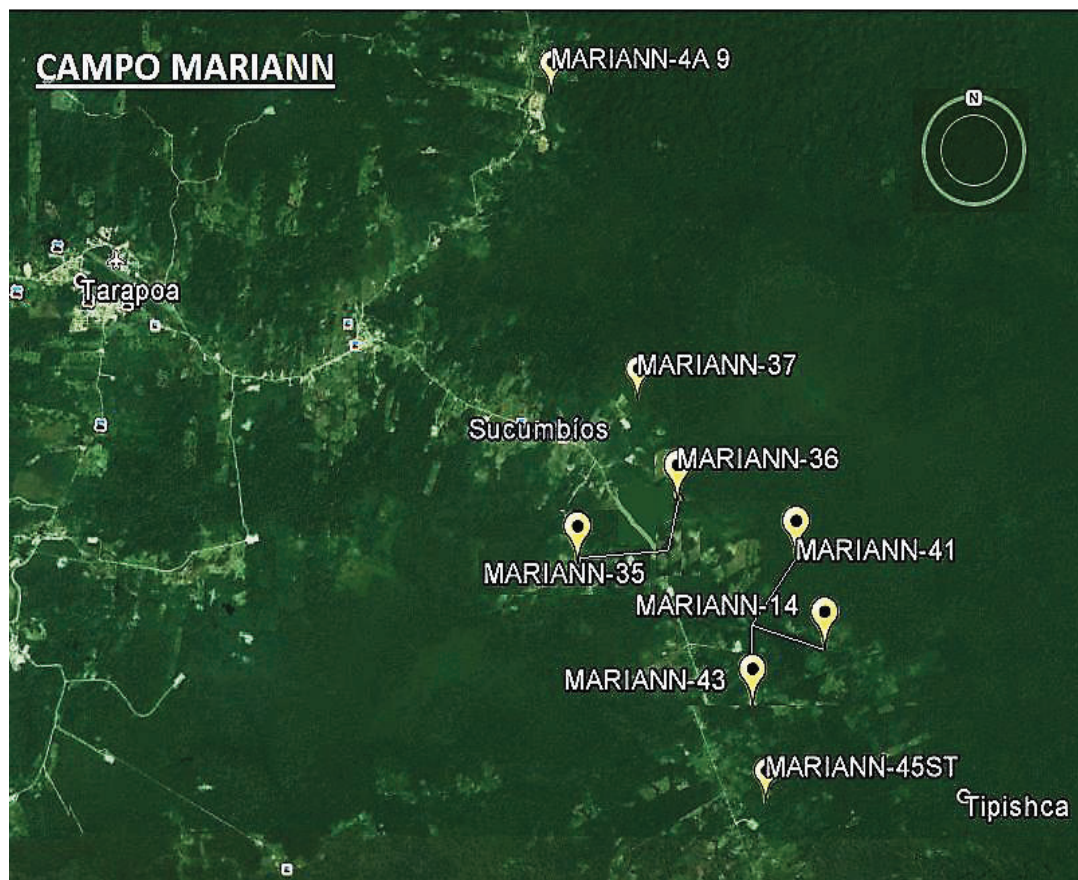 CAMPO MARIANN
MARIANN-4A 9
N
Tarapoa
MARIANN-37
Sucumbíos
MARIANN-36
MARIANN-41
MARIANN-35
MARIANN-14
MARIANN-43
MARIANN-45ST
Tipishca